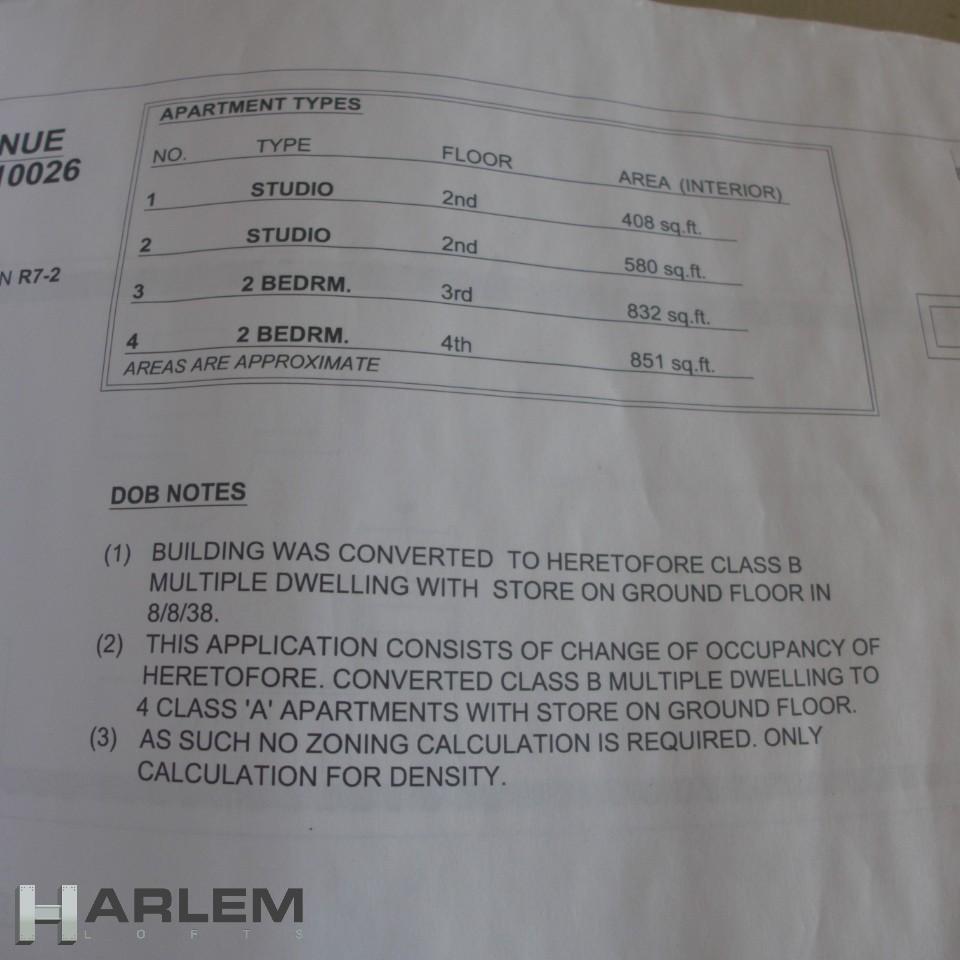 NUE
10026
N R7-2
APARTMENT TYPES
NO. TYPE FLOOR AREA (INTERIOR)
1 STUDIO 2nd 408 sq.ft.
2 STUDIO 2nd 580 sq.ft.
3 2 BEDRM. 3rd 832 sq.ft.
4 2 BEDRM. 4th 851 sq.ft.
AREAS ARE APPROXIMATE
DOB NOTES
(1) BUILDING WAS CONVERTED TO HERETOFORE CLASS B
MULTIPLE DWELLING WITH STORE ON GROUND FLOOR IN
8/8/38.
(2) THIS APPLICATION CONSISTS OF CHANGE OF OCCUPANCY OF
HERETOFORE. CONVERTED CLASS B MULTIPLE DWELLING TO
4 CLASS 'A' APARTMENTS WITH STORE ON GROUND FLOOR.
(3) AS SUCH NO ZONING CALCULATION IS REQUIRED. ONLY
CALCULATION FOR DENSITY.
HARLEM
LOFTS